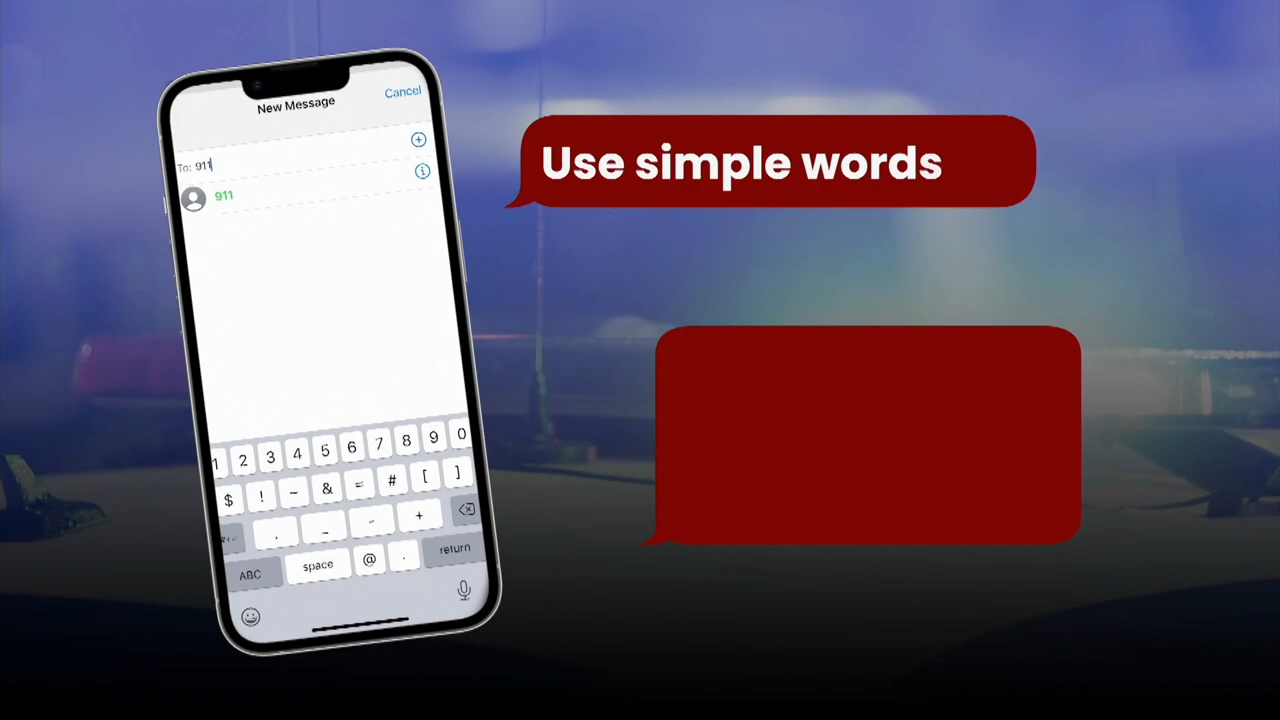 New Message
Cancel
To: 911
911
Use simple words
1 2 3 4 5 6 7 8 9 0
$ ! ~ & = # [ ]
. _ - +
ABC space @ . return